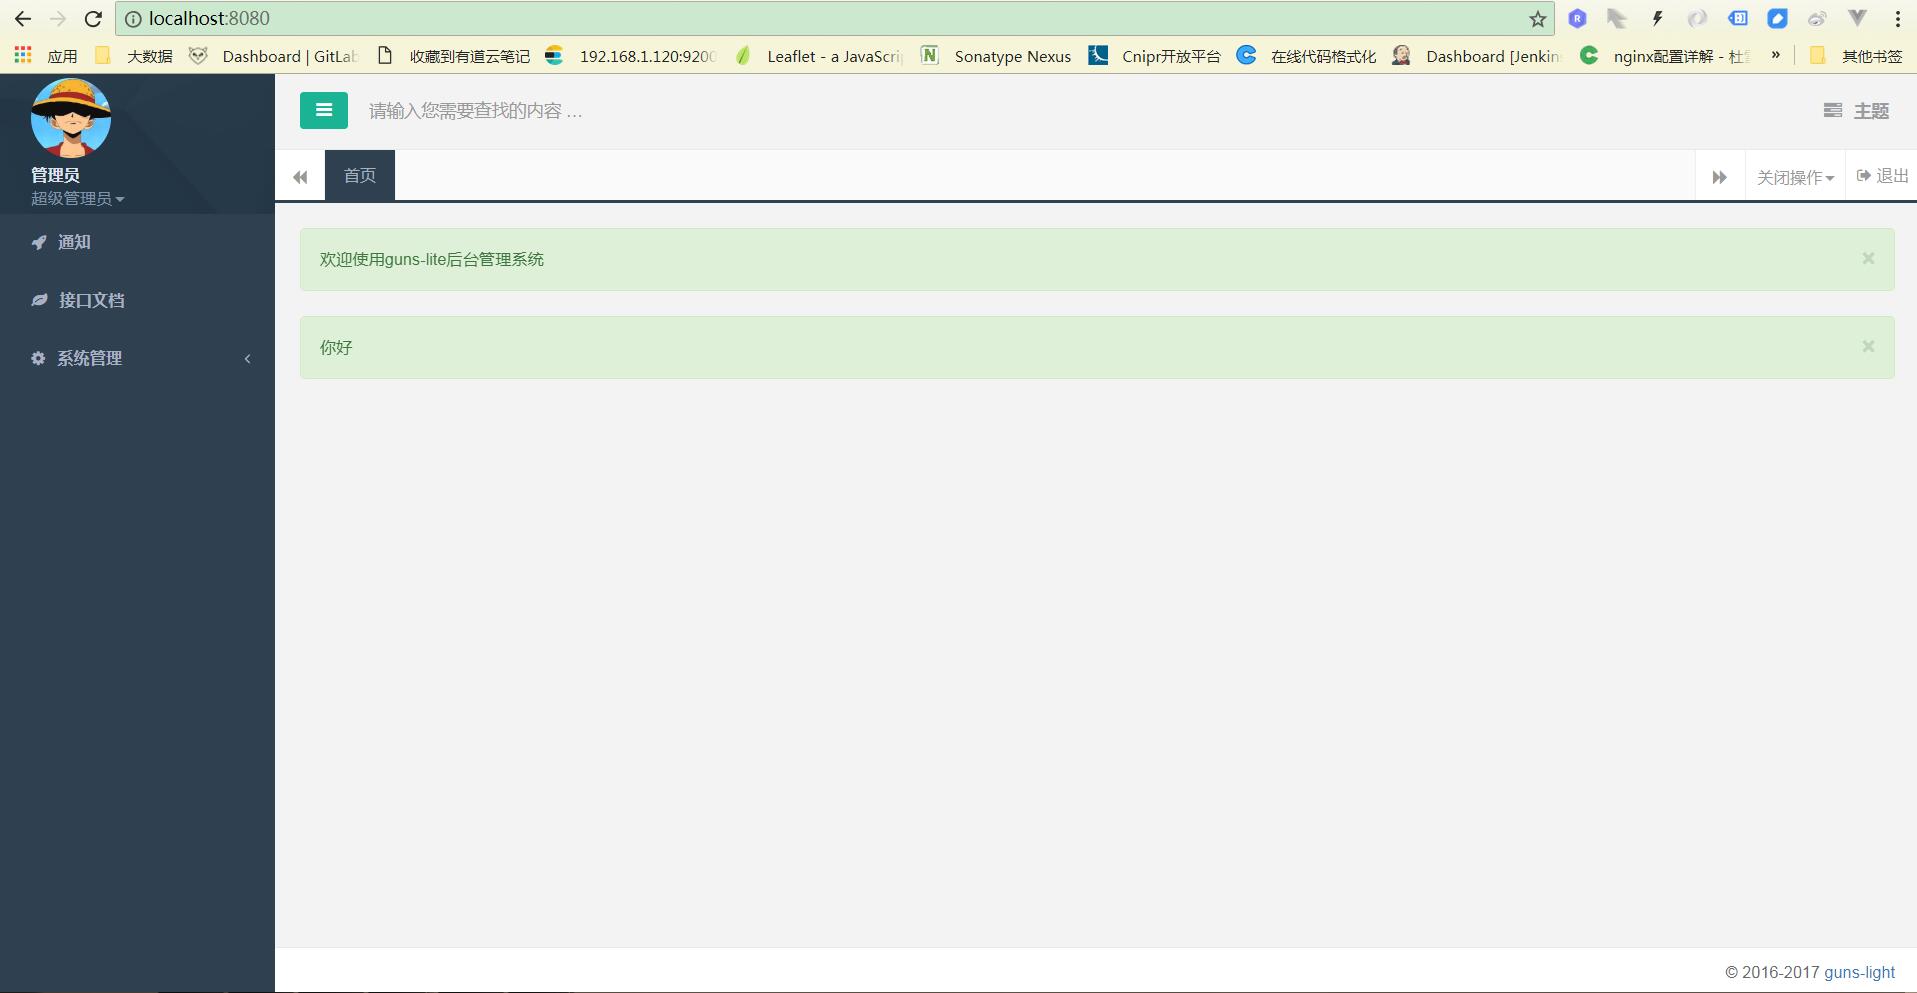 localhost:8080
应用 大数据 Dashboard | GitLab 收藏到有道云笔记 192.168.1.120:9200 Leaflet - a JavaScri Sonatype Nexus Cnipr开放平台 在线代码格式化 Dashboard [Jenkin nginx配置详解 - 杜 » 其他书签
管理员
超级管理员
通知
接口文档
系统管理
请输入您需要查找的内容 …
主题
首页
关闭操作
退出
欢迎使用guns-lite后台管理系统
×
你好
×
© 2016-2017 guns-light